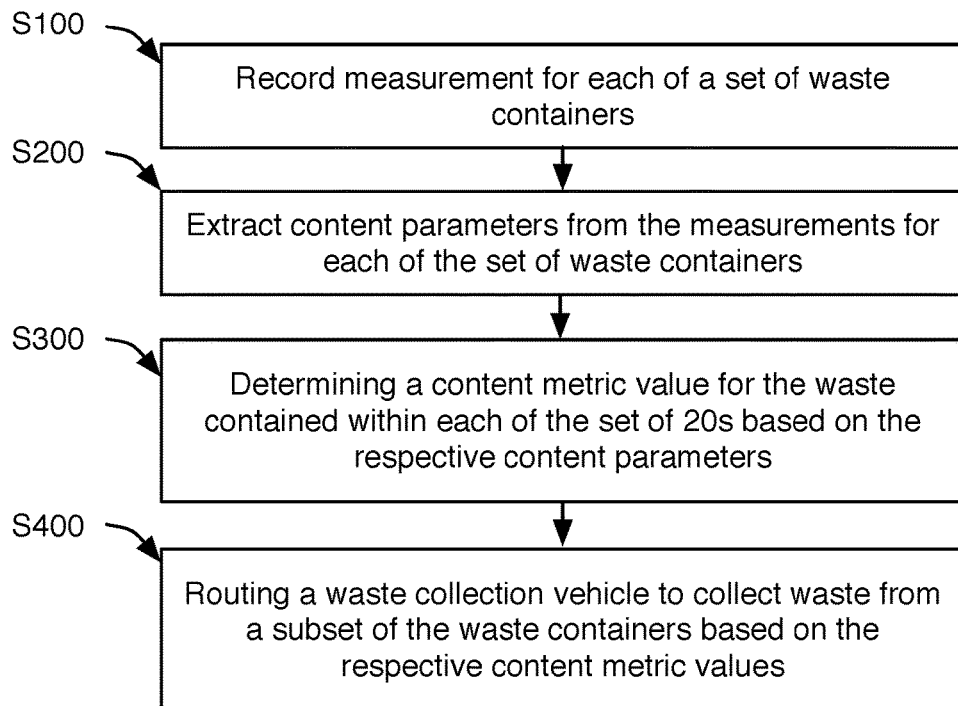 S100
Record measurement for each of a set of waste
containers
S200
Extract content parameters from the measurements for
each of the set of waste containers
S300
Determining a content metric value for the waste
contained within each of the set of 20s based on the
respective content parameters
S400
Routing a waste collection vehicle to collect waste from
a subset of the waste containers based on the
respective content metric values